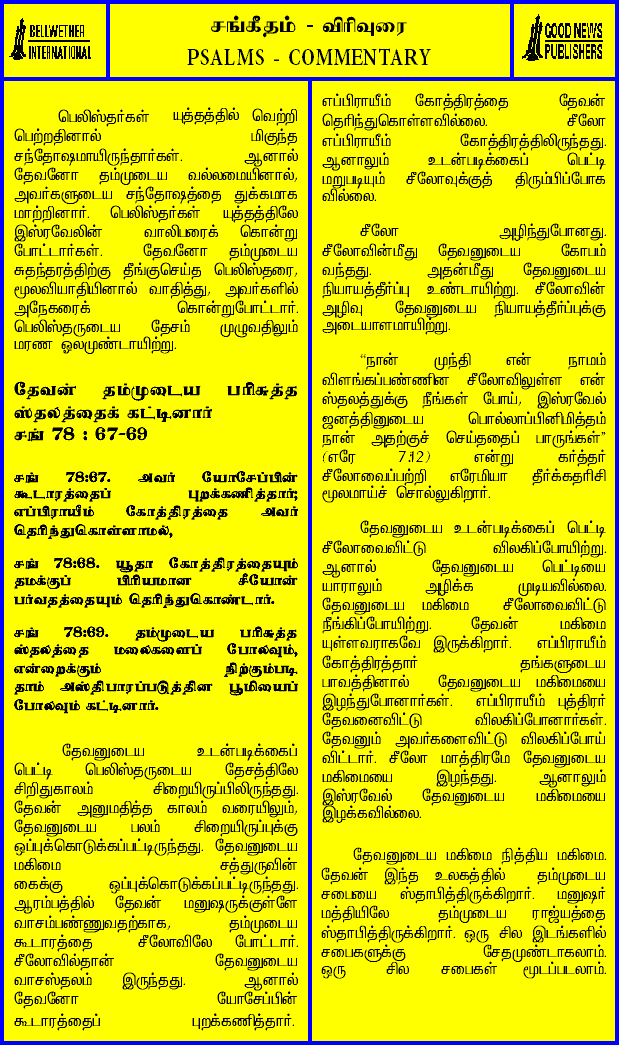 BELLWETHER
INTERNATIONAL
சங்கீதம் - விரிவுரை
PSALMS - COMMENTARY
GOOD NEWS
PUBLISHERS
பெலிஸ்தர்கள் யுத்தத்தில் வெற்றி
பெற்றதினால் மிகுந்த
சந்தோஷமாயிருந்தார்கள். ஆனால்
தேவனோ தம்முடைய வல்லமையினால்,
அவர்களுடைய சந்தோஷத்தை துக்கமாக
மாற்றினார். பெலிஸ்தர்கள் யுத்தத்திலே
இஸ்ரவேலின் வாலிபரைக் கொன்று
போட்டார்கள். தேவனோ தம்முடைய
சுதந்தரத்திற்கு தீங்குசெய்த பெலிஸ்தரை,
மூலவியாதியினால் வாதித்து, அவர்களில்
அநேகரைக் கொன்றுபோட்டார்.
பெலிஸ்தருடைய தேசம் முழுவதிலும்
மரண ஓலமுண்டாயிற்று.
தேவன் தம்முடைய பரிசுத்த
ஸ்தலத்தைக் கட்டினார்
சங் 78 : 67-69
சங் 78:67. அவர் யோசேப்பின்
கூடாரத்தைப் புறக்கணித்தார்;
எப்பிராயீம் கோத்திரத்தை அவர்
தெரிந்துகொள்ளாமல்,
சங் 78:68. யூதா கோத்திரத்தையும்
தமக்குப் பிரியமான சீயோன்
பர்வதத்தையும் தெரிந்துகொண்டார்.
சங் 78:69. தம்முடைய பரிசுத்த
ஸ்தலத்தை மலைகளைப் போலவும்,
என்றைக்கும் நிற்கும்படி
தாம் அஸ்திபாரப்படுத்தின பூமியைப்
போலவும் கட்டினார்.
தேவனுடைய உடன்படிக்கைப்
பெட்டி பெலிஸ்தருடைய தேசத்திலே
சிறிதுகாலம் சிறையிருப்பிலிருந்தது.
தேவன் அனுமதித்த காலம் வரையிலும்,
தேவனுடைய பலம் சிறையிருப்புக்கு
ஒப்புக்கொடுக்கப்பட்டிருந்தது. தேவனுடைய
மகிமை சத்துருவின்
கைக்கு ஒப்புக்கொடுக்கப்பட்டிருந்தது.
ஆரம்பத்தில் தேவன் மனுஷருக்குள்ளே
வாசம்பண்ணுவதற்காக, தம்முடைய
கூடாரத்தை சீலோவிலே போட்டார்.
சீலோவில்தான் தேவனுடைய
வாசஸ்தலம் இருந்தது. ஆனால்
தேவனோ யோசேப்பின்
கூடாரத்தைப் புறக்கணித்தார்.
எப்பிராயீம் கோத்திரத்தை தேவன்
தெரிந்துகொள்ளவில்லை. சீலோ
எப்பிராயீம் கோத்திரத்திலிருந்தது.
ஆனாலும் உடன்படிக்கைப் பெட்டி
மறுபடியும் சீலோவுக்குத் திரும்பிப்போக
வில்லை.
சீலோ அழிந்துபோனது.
சீலோவின்மீது தேவனுடைய கோபம்
வந்தது. அதன்மீது தேவனுடைய
நியாயத்தீர்ப்பு உண்டாயிற்று. சீலோவின்
அழிவு தேவனுடைய நியாயத்தீர்ப்புக்கு
அடையாளமாயிற்று.
“நான் முந்தி என் நாமம்
விளங்கப்பண்ணின சீலோவிலுள்ள என்
ஸ்தலத்துக்கு நீங்கள் போய், இஸ்ரவேல்
ஜனத்தினுடைய பொல்லாப்பினிமித்தம்
நான் அதற்குச் செய்ததைப் பாருங்கள்”
(எரே 7:12) என்று கர்த்தர்
சீலோவைப்பற்றி எரேமியா தீர்க்கதரிசி
மூலமாய்ச் சொல்லுகிறார்.
தேவனுடைய உடன்படிக்கைப் பெட்டி
சீலோவைவிட்டு விலகிப்போயிற்று.
ஆனால் தேவனுடைய பெட்டியை
யாராலும் அழிக்க முடியவில்லை.
தேவனுடைய மகிமை சீலோவைவிட்டு
நீங்கிப்போயிற்று. தேவன் மகிமை
யுள்ளவராகவே இருக்கிறார். எப்பிராயீம்
கோத்திரத்தார் தங்களுடைய
பாவத்தினால் தேவனுடைய மகிமையை
இழந்துபோனார்கள். எப்பிராயீம் புத்திரர்
தேவனைவிட்டு விலகிப்போனார்கள்.
தேவனும் அவர்களைவிட்டு விலகிப்போய்
விட்டார். சீலோ மாத்திரமே தேவனுடைய
மகிமையை இழந்தது. ஆனாலும்
இஸ்ரவேல் தேவனுடைய மகிமையை
இழக்கவில்லை.
தேவனுடைய மகிமை நித்திய மகிமை.
தேவன் இந்த உலகத்தில் தம்முடைய
சபையை ஸ்தாபித்திருக்கிறார். மனுஷர்
மத்தியிலே தம்முடைய ராஜ்யத்தை
ஸ்தாபித்திருக்கிறார். ஒரு சில இடங்களில்
சபைகளுக்கு சேதமுண்டாகலாம்.
ஒரு சில சபைகள் மூடப்படலாம்.